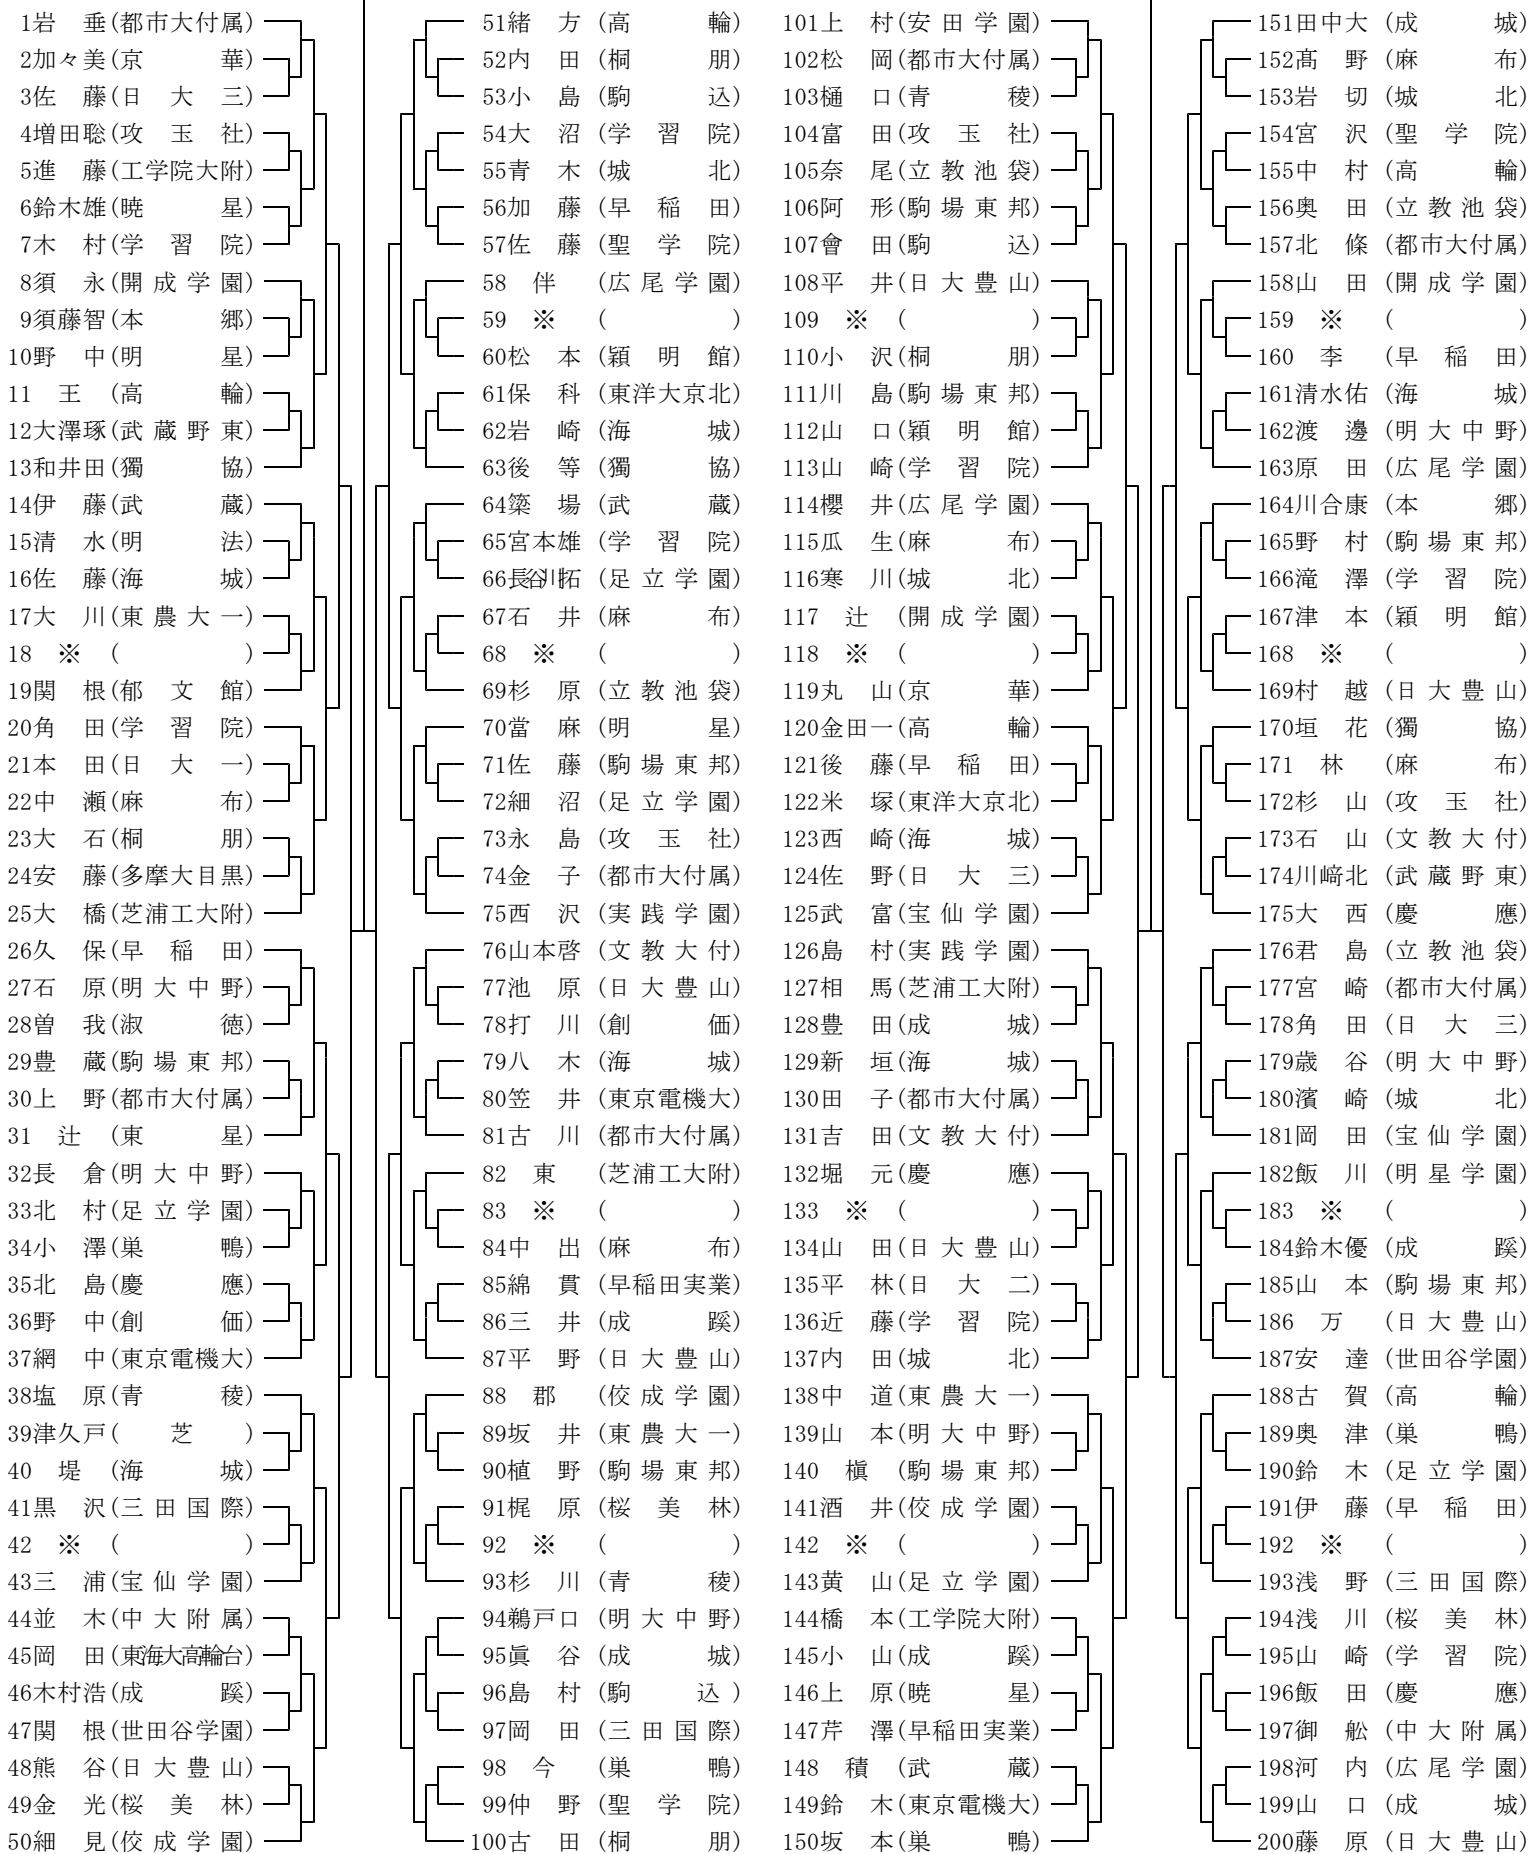 1岩 垂(都市大付属)
2加々美(京 華)
3佐 藤(日 大 三)
4増田聡(攻 玉 社)
5進 藤(工学院大附)
6鈴木雄(暁 星)
7木 村(学 習 院)
8須 永(開 成 学 園)
9須藤智(本 郷)
10野 中(明 星)
11 王 (高 輪)
12大澤琢(武 蔵 野 東)
13和井田(獨 協)
14伊 藤(武 蔵)
15清 水(明 法)
16佐 藤(海 城)
17大 川(東 農 大 一)
18 ※ ( )
19関 根(郁 文 館)
20角 田(学 習 院)
21本 田(日 大 一)
22中 瀬(麻 布)
23大 石(桐 朋)
24安 藤(多摩大目黒)
25大 橋(芝浦工大附)
26久 保(早 稲 田)
27石 原(明 大 中 野)
28曽 我(淑 徳)
29豊 蔵(駒 場 東 邦)
30上 野(都市大付属)
31 辻 (東 星)
32長 倉(明 大 中 野)
33北 村(足 立 学 園)
34小 澤(巣 鴨)
35北 島(慶 應)
36野 中(創 価)
37網 中(東京電機大)
38塩 原(青 稜)
39津久戸( 芝 )
40 堤 (海 城)
41黒 沢(三 田 国 際)
42 ※ ( )
43三 浦(宝 仙 学 園)
44並 木(中 大 附 属)
45岡 田(東海大高輪台)
46木村浩(成 蹊)
47関 根(世田谷学園)
48熊 谷(日 大 豊 山)
49金 光(桜 美 林)
50細 見(佼 成 学 園)
51緒 方(高 輪)
52内 田(桐 朋)
53小 島(駒 込)
54大 沼(学 習 院)
55青 木(城 北)
56加 藤(早 稲 田)
57佐 藤(聖 学 院)
58 伴 (広 尾 学 園)
59 ※ ( )
60松 本(穎 明 館)
61保 科(東洋大京北)
62岩 崎(海 城)
63後 等(獨 協)
64簗 場(武 蔵)
65宮本雄(学 習 院)
66長谷川拓(足 立 学 園)
67石 井(麻 布)
68 ※ ( )
69杉 原(立 教 池 袋)
70當 麻(明 星)
71佐 藤(駒 場 東 邦)
72細 沼(足 立 学 園)
73永 島(攻 玉 社)
74金 子(都市大付属)
75西 沢(実 践 学 園)
76山本啓(文 教 大 付)
77池 原(日 大 豊 山)
78打 川(創 価)
79八 木(海 城)
80笠 井(東京電機大)
81古 川(都市大付属)
82 東 (芝浦工大附)
83 ※ ( )
84中 出(麻 布)
85綿 貫(早稲田実業)
86三 井(成 蹊)
87平 野(日 大 豊 山)
88 郡 (佼 成 学 園)
89坂 井(東 農 大 一)
90植 野(駒 場 東 邦)
91梶 原(桜 美 林)
92 ※ ( )
93杉 川(青 稜)
94鵜戸口(明 大 中 野)
95眞 谷(成 城)
96島 村(駒 込)
97岡 田(三 田 国 際)
98 今 (巣 鴨)
99仲 野(聖 学 院)
100古 田(桐 朋)
101上 村(安 田 学 園)
102松 岡(都市大付属)
103樋 口(青 稜)
104富 田(攻 玉 社)
105奈 尾(立 教 池 袋)
106阿 形(駒 場 東 邦)
107會 田(駒 込)
108平 井(日 大 豊 山)
109 ※ ( )
110小 沢(桐 朋)
111川 島(駒 場 東 邦)
112山 口(穎 明 館)
113山 崎(学 習 院)
114櫻 井(広 尾 学 園)
115瓜 生(麻 布)
116寒 川(城 北)
117 辻 (開 成 学 園)
118 ※ ( )
119丸 山(京 華)
120金田一(高 輪)
121後 藤(早 稲 田)
122米 塚(東洋大京北)
123西 崎(海 城)
124佐 野(日 大 三)
125武 富(宝 仙 学 園)
126島 村(実 践 学 園)
127相 馬(芝浦工大附)
128豊 田(成 城)
129新 垣(海 城)
130田 子(都市大付属)
131吉 田(文 教 大 付)
132堀 元(慶 應)
133 ※ ( )
134山 田(日 大 豊 山)
135平 林(日 大 二)
136近 藤(学 習 院)
137内 田(城 北)
138中 道(東 農 大 一)
139山 本(明 大 中 野)
140 槇 (駒 場 東 邦)
141酒 井(佼 成 学 園)
142 ※ ( )
143黄 山(足 立 学 園)
144橋 本(工学院大附)
145小 山(成 蹊)
146上 原(暁 星)
147芹 澤(早稲田実業)
148 積 (武 蔵)
149鈴 木(東京電機大)
150坂 本(巣 鴨)
151田中大(成 城)
152髙 野(麻 布)
153岩 切(城 北)
154宮 沢(聖 学 院)
155中 村(高 輪)
156奥 田(立 教 池 袋)
157北 條(都市大付属)
158山 田(開 成 学 園)
159 ※ ( )
160 李 (早 稲 田)
161清水佑(海 城)
162渡 邊(明 大 中 野)
163原 田(広 尾 学 園)
164川合康(本 郷)
165野 村(駒 場 東 邦)
166滝 澤(学 習 院)
167津 本(穎 明 館)
168 ※ ( )
169村 越(日 大 豊 山)
170垣 花(獨 協)
171 林 (麻 布)
172杉 山(攻 玉 社)
173石 山(文 教 大 付)
174川﨑北(武 蔵 野 東)
175大 西(慶 應)
176君 島(立 教 池 袋)
177宮 崎(都市大付属)
178角 田(日 大 三)
179歳 谷(明 大 中 野)
180濱 崎(城 北)
181岡 田(宝 仙 学 園)
182飯 川(明 星 学 園)
183 ※ ( )
184鈴木優(成 蹊)
185山 本(駒 場 東 邦)
186 万 (日 大 豊 山)
187安 達(世田谷学園)
188古 賀(高 輪)
189奥 津(巣 鴨)
190鈴 木(足 立 学 園)
191伊 藤(早 稲 田)
192 ※ ( )
193浅 野(三 田 国 際)
194浅 川(桜 美 林)
195山 崎(学 習 院)
196飯 田(慶 應)
197御 舩(中 大 附 属)
198河 内(広 尾 学 園)
199山 口(成 城)
200藤 原(日 大 豊 山)